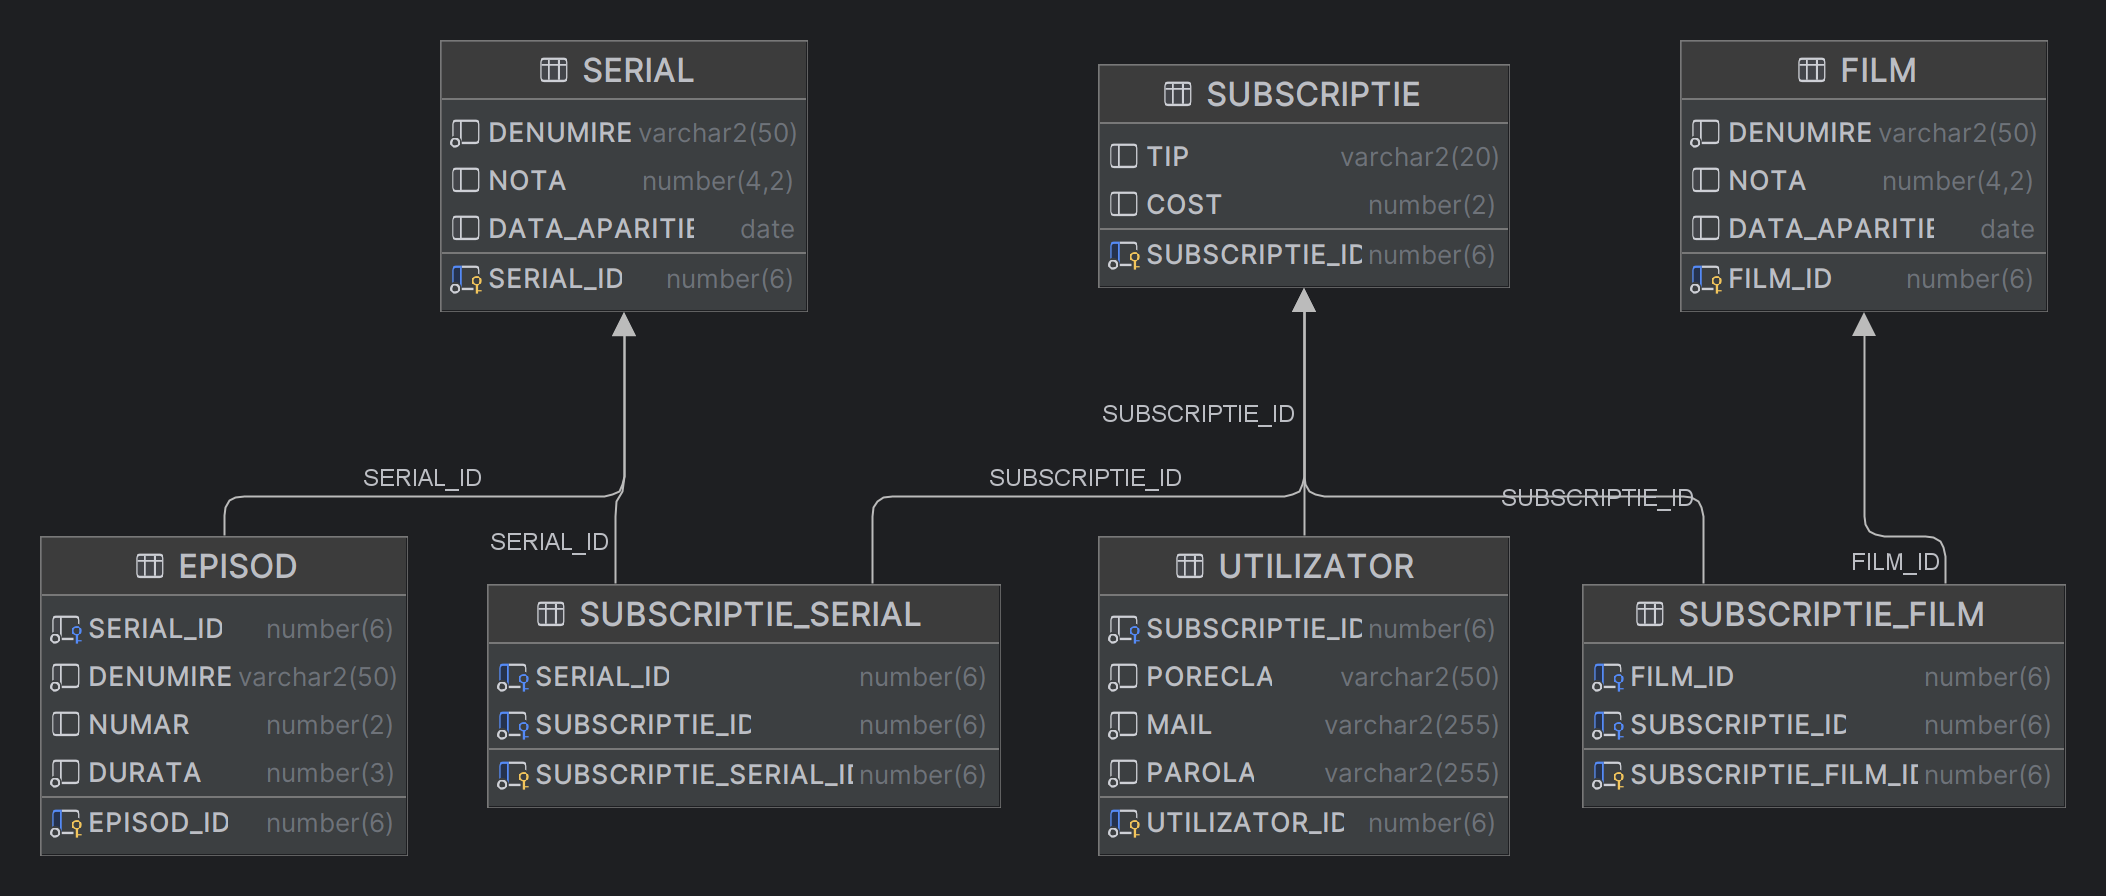 SERIAL
DENUMIRE varchar2(50)
NOTA number(4,2)
DATA_APARITIE date
SERIAL_ID number(6)
SUBSCRIPTIE
TIP varchar2(20)
COST number(2)
SUBSCRIPTIE_ID number(6)
FILM
DENUMIRE varchar2(50)
NOTA number(4,2)
DATA_APARITIE date
FILM_ID number(6)
SUBSCRIPTIE_ID
SERIAL_ID
SUBSCRIPTIE_ID
SUBSCRIPTIE_ID
SERIAL_ID
FILM_ID
EPISOD
SERIAL_ID number(6)
DENUMIRE varchar2(50)
NUMAR number(2)
DURATA number(3)
EPISOD_ID number(6)
SUBSCRIPTIE_SERIAL
SERIAL_ID number(6)
SUBSCRIPTIE_ID number(6)
SUBSCRIPTIE_SERIAL_ID number(6)
UTILIZATOR
SUBSCRIPTIE_ID number(6)
PORECLA varchar2(50)
MAIL varchar2(255)
PAROLA varchar2(255)
UTILIZATOR_ID number(6)
SUBSCRIPTIE_FILM
FILM_ID number(6)
SUBSCRIPTIE_ID number(6)
SUBSCRIPTIE_FILM_ID number(6)